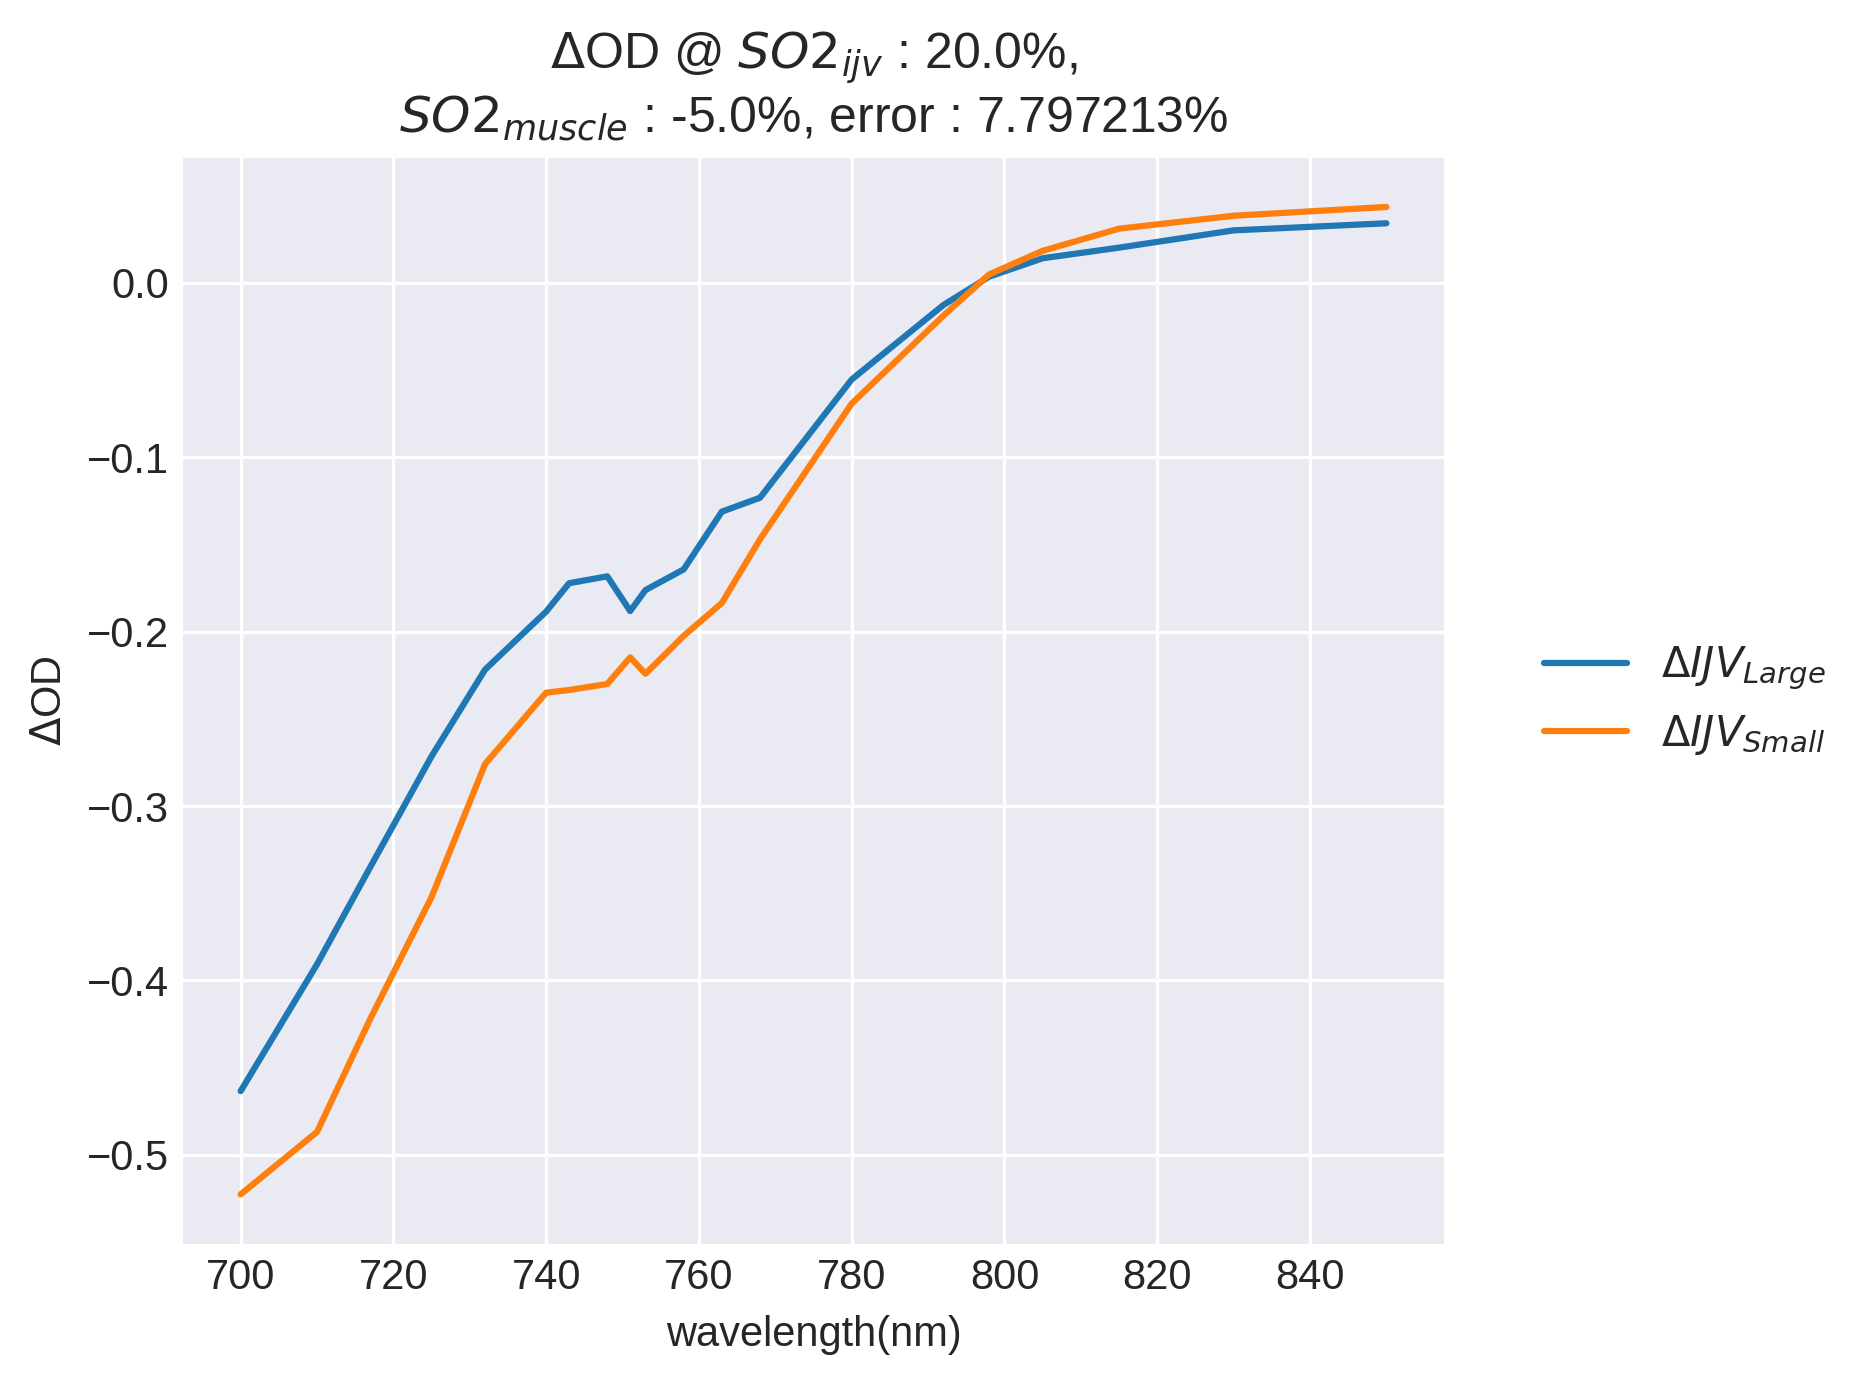 ΔOD @ SO2ijv : 20.0%,
SO2muscle : -5.0%, error : 7.797213%
0.0
−0.1
−0.2
−0.3
−0.4
−0.5
ΔOD
700 720 740 760 780 800 820 840
wavelength(nm)
ΔIJVLarge
ΔIJVSmall